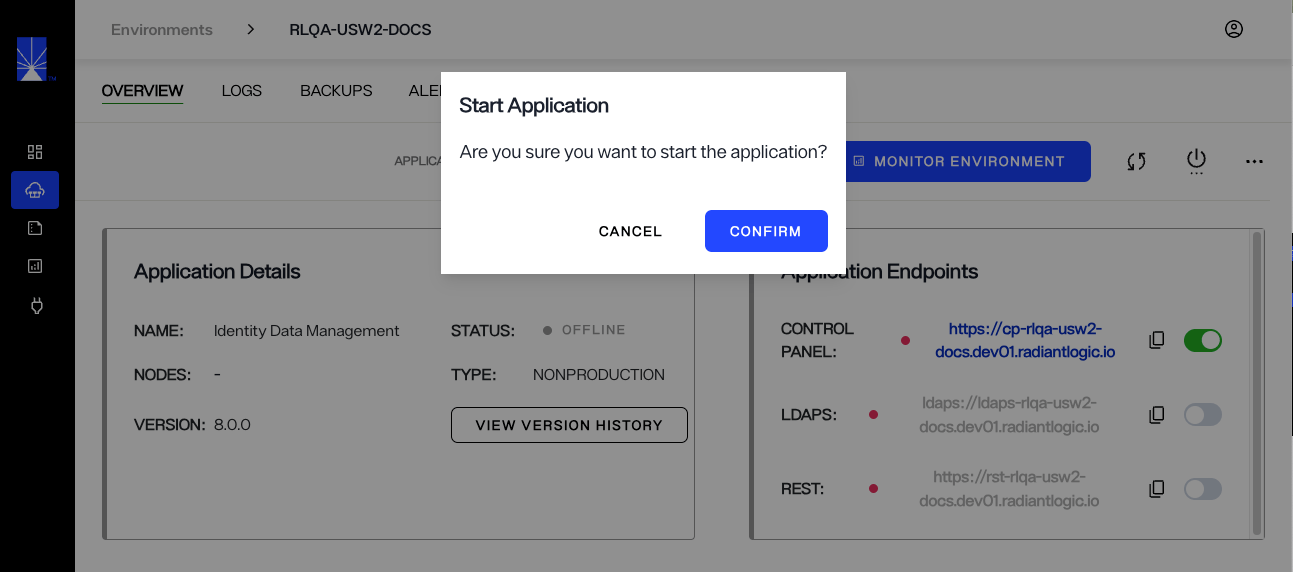 Environments > RLQA-USW2-DOCS
OVERVIEW LOGS BACKUPS
Start Application
Are you sure you want to start the application?
CANCEL CONFIRM
MONITOR ENVIRONMENT
Application Details
NAME: Identity Data Management
STATUS: OFFLINE
NODES: -
TYPE: NONPRODUCTION
VERSION: 8.0.0
VIEW VERSION HISTORY
Application Endpoints
CONTROL
PANEL:
https://cp-rlqa-usw2-
docs.dev01.radiantlogic.io
LDAPS:
ldaps://ldaps-rlqa-usw2-
docs.dev01.radiantlogic.io
REST:
https://rst-rlqa-usw2-
docs.dev01.radiantlogic.io